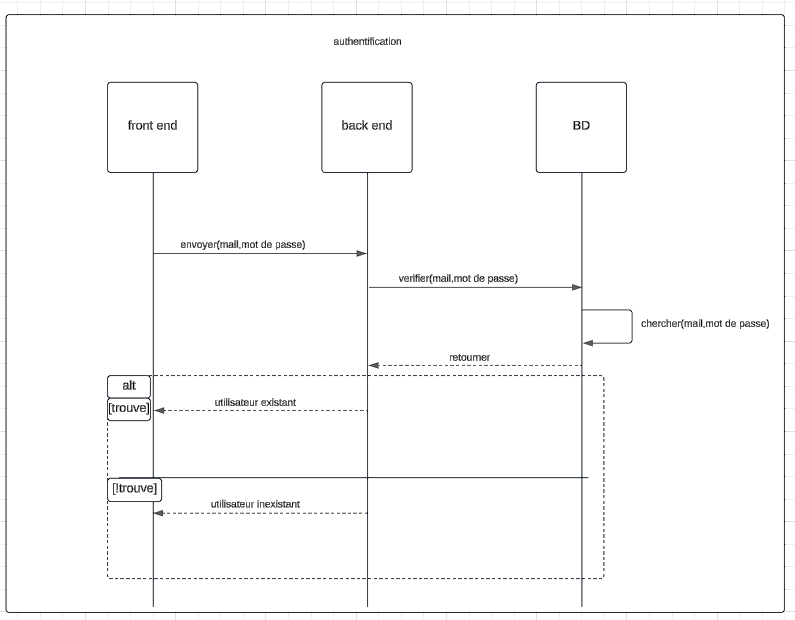 authentification
front end
back end
BD
envoyer(mail,mot de passe)
verifier(mail,mot de passe)
chercher(mail,mot de passe)
retourner
alt
[trouve]
utilisateur existant
[!trouve]
utilisateur inexistant